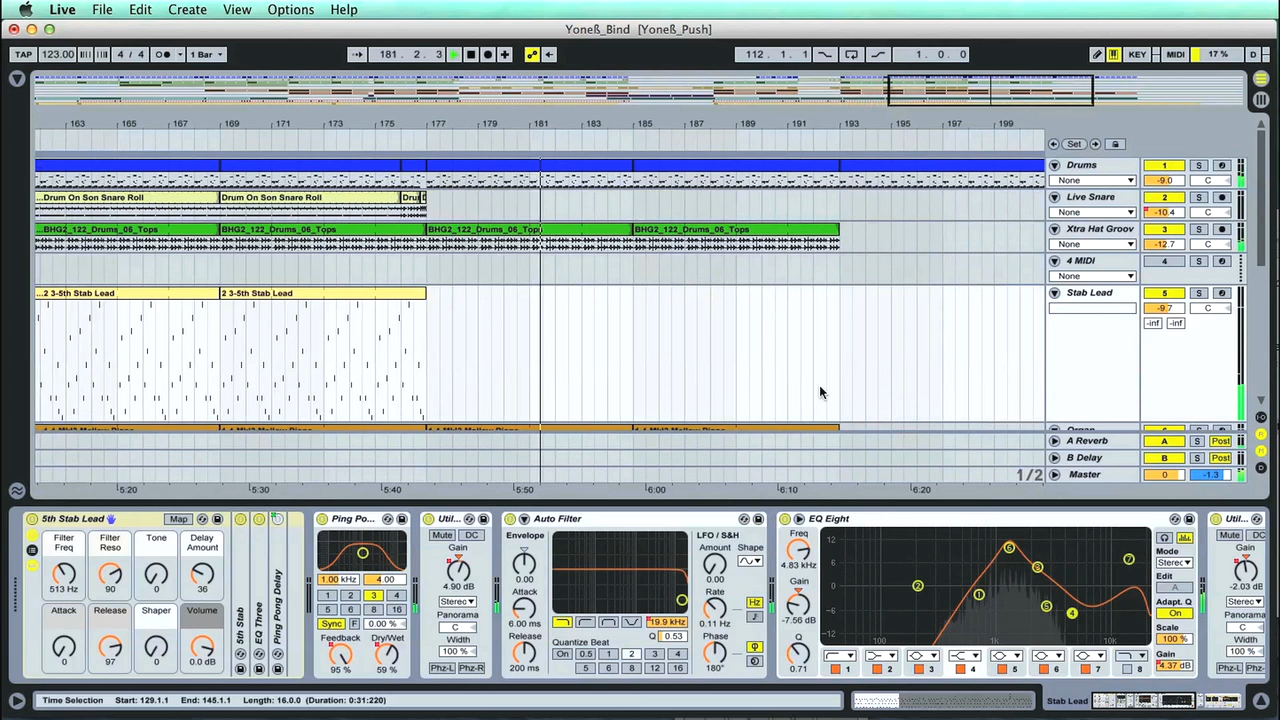 Live File Edit Create View Options Help
Yoneß_Bind [Yoneß_Push]
TAP 123.00 4 / 4 1 Bar 181. 2. 3 112. 1. 1 1. 0. 0 KEY MIDI 17 % D
163 165 167 169 171 173 175 177 179 181 183 185 187 189 191 193 195 197 199 Set
Drums 1 S
None -9.0 C
...Drum On Son Snare Roll Drum On Son Snare Roll Live Snare 2 S
None -10.4 C
...BHG2_122_Drums_06_Tops BHG2_122_Drums_06_Tops BHG2_122_Drums_06_Tops BHG2_122_Drums_06_Tops Xtra Hat Groov 3 S
None -12.7 C
4 MIDI 4 S
None
...2 3-5th Stab Lead 2 3-5th Stab Lead Stab Lead 5 S
-9.7 C
-inf -inf
A Reverb A S Post
B Delay B S Post
1/2 Master 0 -1.3
5:20 5:30 5:40 5:50 6:00 6:10 6:20
5th Stab Lead Map Ping Po... Util... Auto Filter EQ Eight Util...
Filter Freq Filter Reso Tone Delay Amount
513 Hz 90 0 36
Attack Release Shaper Volume
0 97 0 0.0 dB
5th Stab
EQ Three
Ping Pong Delay
1.00 kHz 4.00
1 2 3 4
5 6 8 16
Sync F 0.00 %
Feedback Dry/Wet
95 % 59 %
Mute DC
Gain
4.90 dB
Stereo
Panorama
C
Width
100 %
Phz-L Phz-R
Envelope
0.00
Attack
6.00
Release
200 ms
19.9 kHz
Quantize Beat Q 0.53
On 0.5 1 2 3 4
5 6 8 12 16
LFO / S&H
Amount Shape
0.00
Rate Hz
0.11 Hz
Phase
180°
Freq
4.83 kHz
Gain
-7.56 dB
Q
0.71
12
6
0
-6
-12
100 1k 10k
1 2 3 4 5 6 7 8
Mode
Stereo
Edit
A
Adapt. Q
On
Scale
100 %
Gain
4.37 dB
Mute
Gain
-2.03 dB
Stereo
Panorama
C
Width
100 %
Phz-L
Time Selection Start: 129.1.1 End: 145.1.1 Length: 16.0.0 (Duration: 0:31:220) Stab Lead